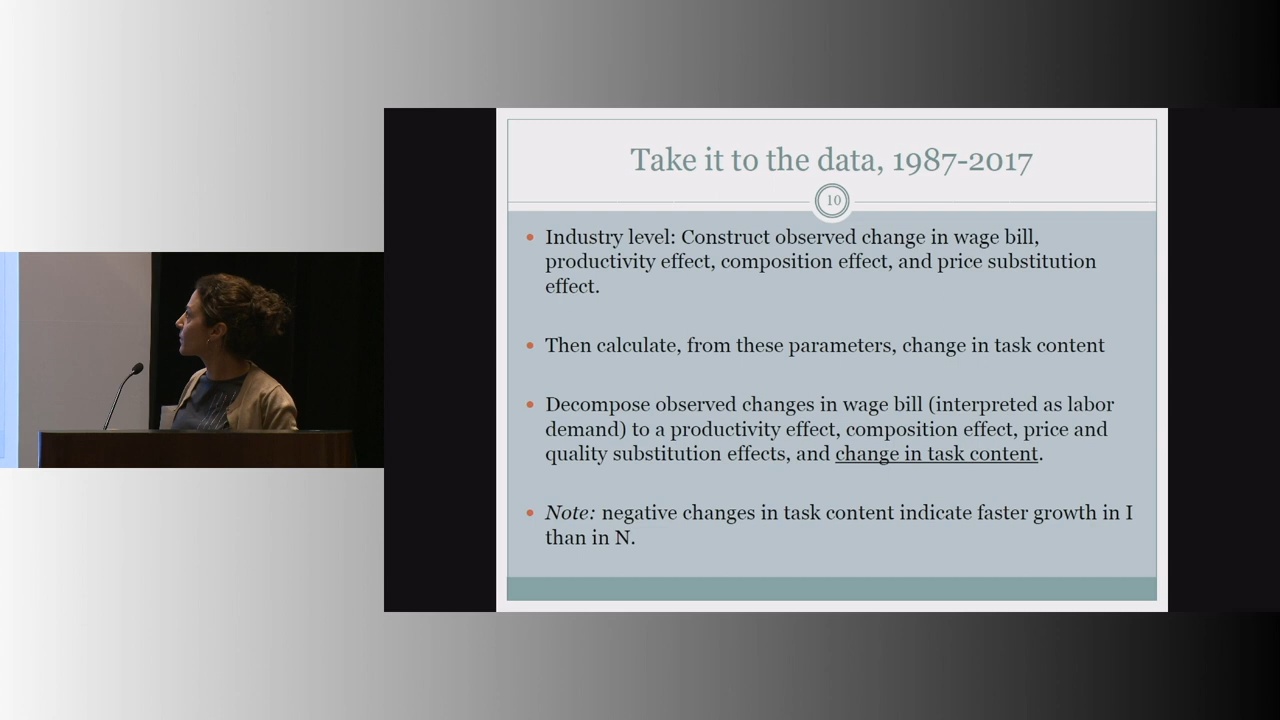 Take it to the data, 1987-2017
10
• Industry level: Construct observed change in wage bill,
productivity effect, composition effect, and price substitution
effect.
• Then calculate, from these parameters, change in task content
• Decompose observed changes in wage bill (interpreted as labor
demand) to a productivity effect, composition effect, price and
quality substitution effects, and change in task content.
• Note: negative changes in task content indicate faster growth in I
than in N.